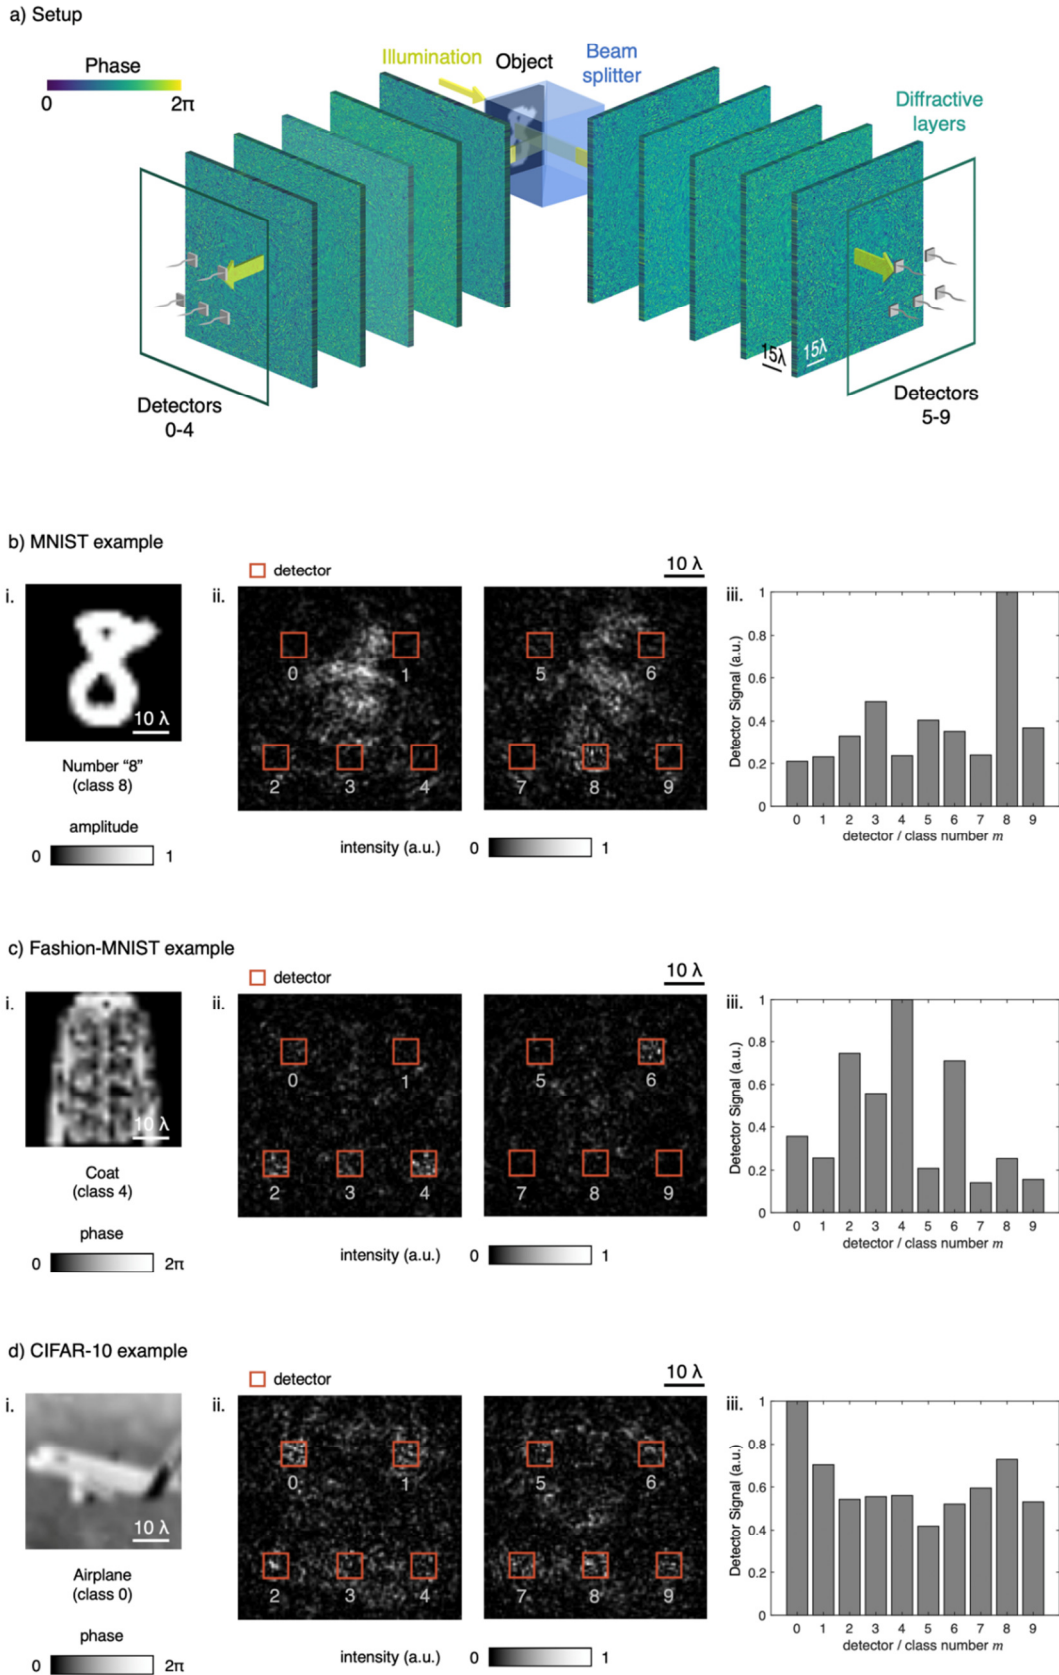 a) Setup
Phase
0 2π
Illumination
Object
Beam
splitter
Diffractive
layers
15λ
15λ
Detectors
0-4
Detectors
5-9
b) MNIST example
i.
10 λ
Number “8”
(class 8)
amplitude
0 1
ii.
detector
10 λ
0 1
2 3 4
5 6
7 8 9
intensity (a.u.) 0 1
iii.
Detector Signal (a.u.)
1
0.8
0.6
0.4
0.2
0
0 1 2 3 4 5 6 7 8 9
detector / class number m
c) Fashion-MNIST example
i.
10 λ
Coat
(class 4)
phase
0 2π
ii.
detector
10 λ
0 1
2 3 4
5 6
7 8 9
intensity (a.u.) 0 1
iii.
Detector Signal (a.u.)
1
0.8
0.6
0.4
0.2
0
0 1 2 3 4 5 6 7 8 9
detector / class number m
d) CIFAR-10 example
i.
10 λ
Airplane
(class 0)
phase
0 2π
ii.
detector
10 λ
0 1
2 3 4
5 6
7 8 9
intensity (a.u.) 0 1
iii.
Detector Signal (a.u.)
1
0.8
0.6
0.4
0.2
0
0 1 2 3 4 5 6 7 8 9
detector / class number m